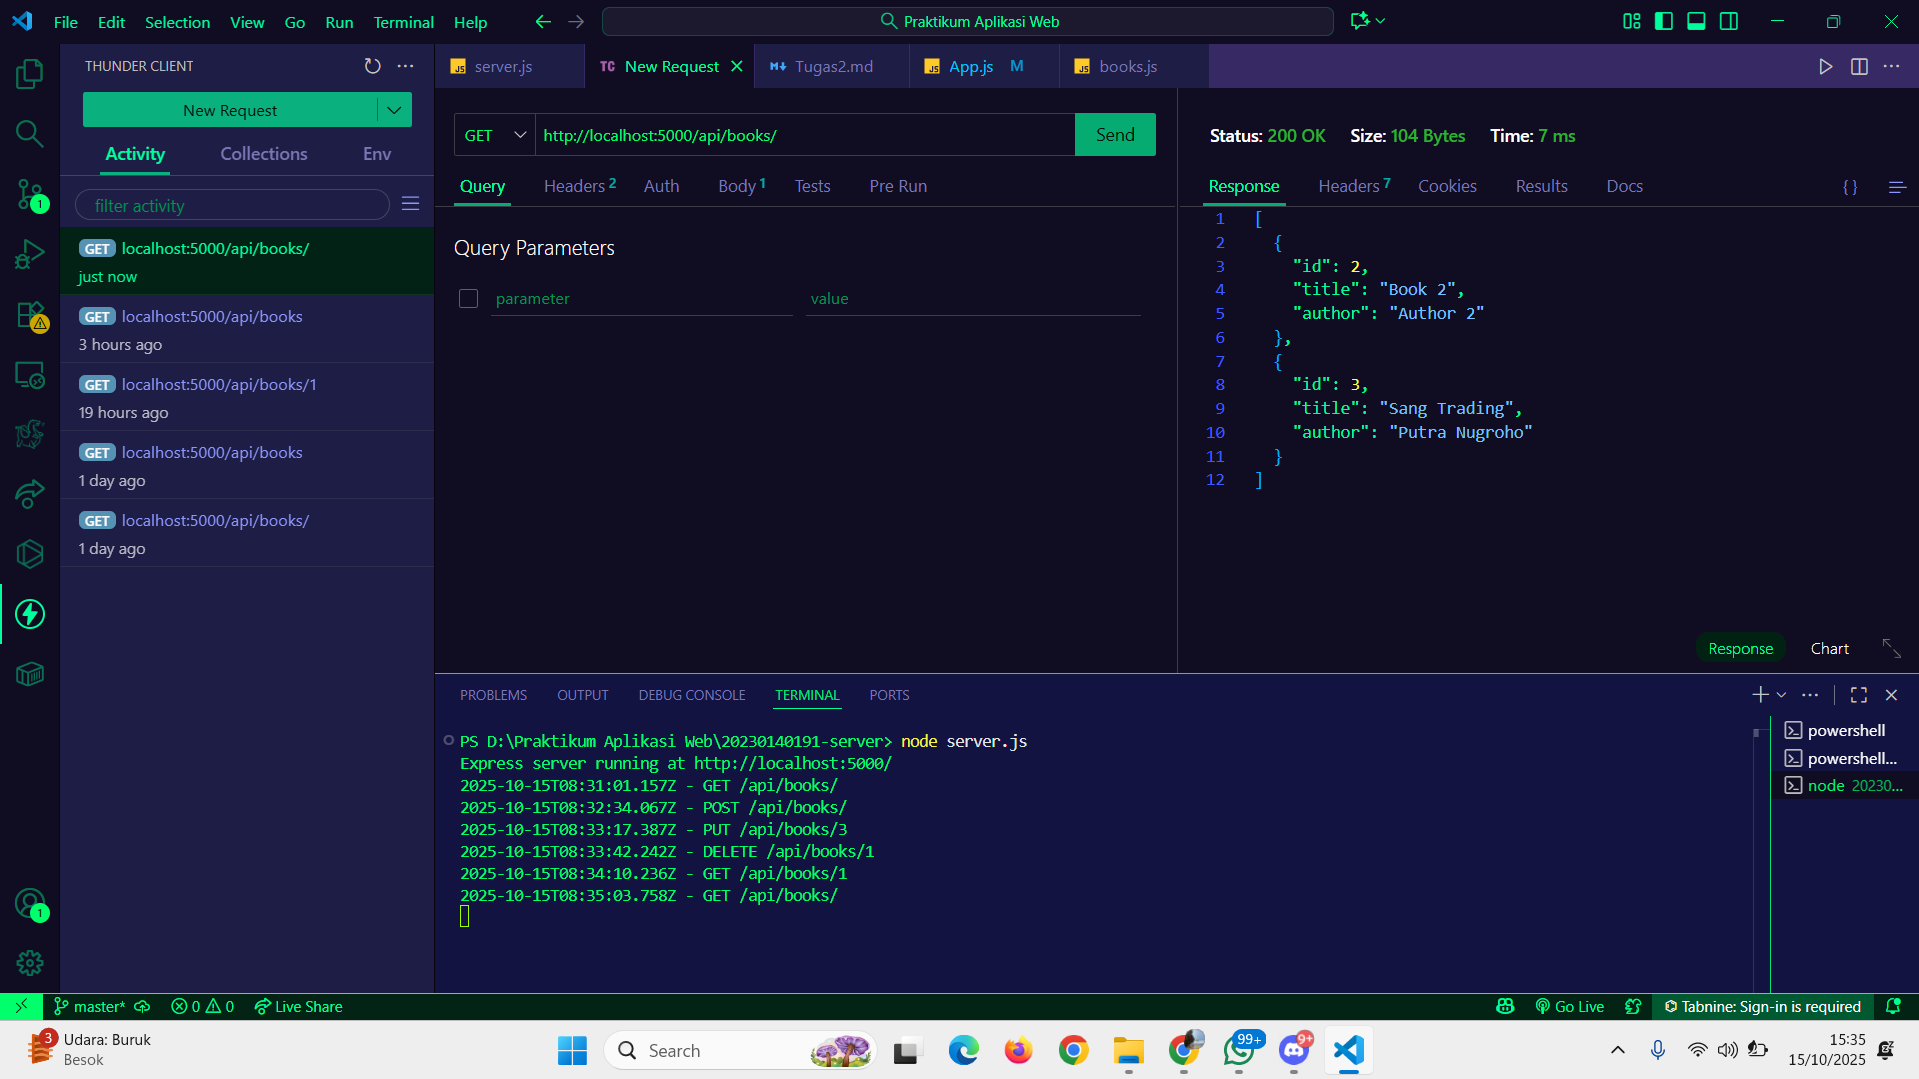 File Edit Selection View Go Run Terminal Help
Praktikum Aplikasi Web
THUNDER CLIENT
New Request
Activity Collections Env
filter activity
GET localhost:5000/api/books/
just now
GET localhost:5000/api/books
3 hours ago
GET localhost:5000/api/books/1
19 hours ago
GET localhost:5000/api/books
1 day ago
GET localhost:5000/api/books/
1 day ago
JS server.js
TC New Request
Tugas2.md
JS App.js M
JS books.js
GET http://localhost:5000/api/books/ Send
Query Headers 2 Auth Body 1 Tests Pre Run
Query Parameters
parameter value
Status: 200 OK Size: 104 Bytes Time: 7 ms
Response Headers 7 Cookies Results Docs {}
1 [
2 {
3 "id": 2,
4 "title": "Book 2",
5 "author": "Author 2"
6 },
7 {
8 "id": 3,
9 "title": "Sang Trading",
10 "author": "Putra Nugroho"
11 }
12 ]
Response Chart
PROBLEMS OUTPUT DEBUG CONSOLE TERMINAL PORTS
PS D:\Praktikum Aplikasi Web\20230140191-server> node server.js
Express server running at http://localhost:5000/
2025-10-15T08:31:01.157Z - GET /api/books/
2025-10-15T08:32:34.067Z - POST /api/books/
2025-10-15T08:33:17.387Z - PUT /api/books/3
2025-10-15T08:33:42.242Z - DELETE /api/books/1
2025-10-15T08:34:10.236Z - GET /api/books/1
2025-10-15T08:35:03.758Z - GET /api/books/
powershell
powershell...
node 20230...
1
1
master* 0 0 Live Share
Go Live
Tabnine: Sign-in is required
3
Udara: Buruk
Besok
Search
99+
9+
15:35
15/10/2025